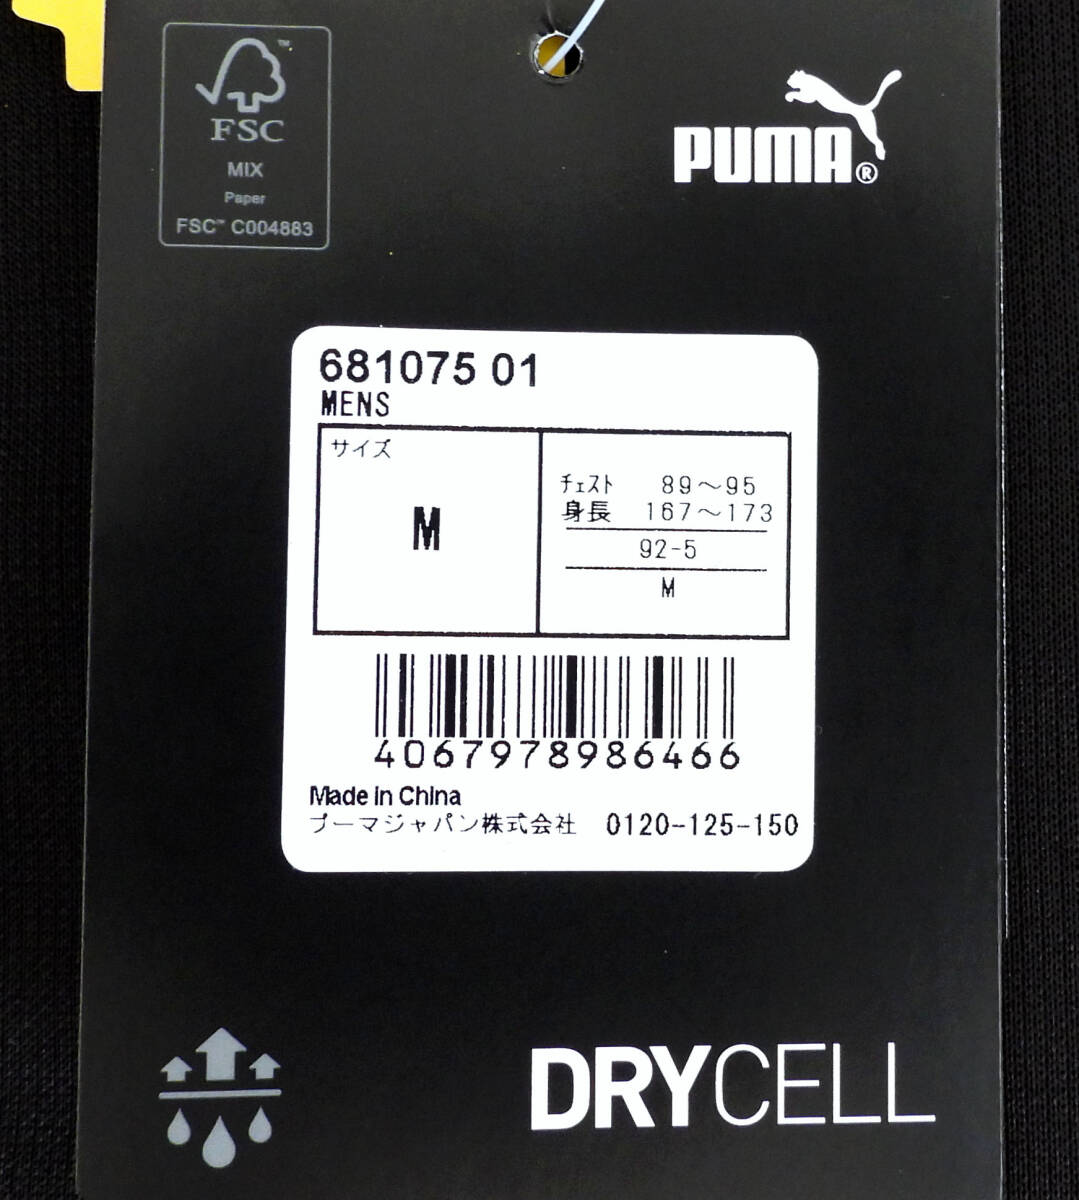 FSC™
MIX
Paper
FSC™ C004883
PUMA®
681075 01
MENS
サイズ
M
チェスト 89～95
身長 167～173
92-5
M
4067978986466
Made in China
プーマジャパン株式会社 0120-125-150
DRYCELL